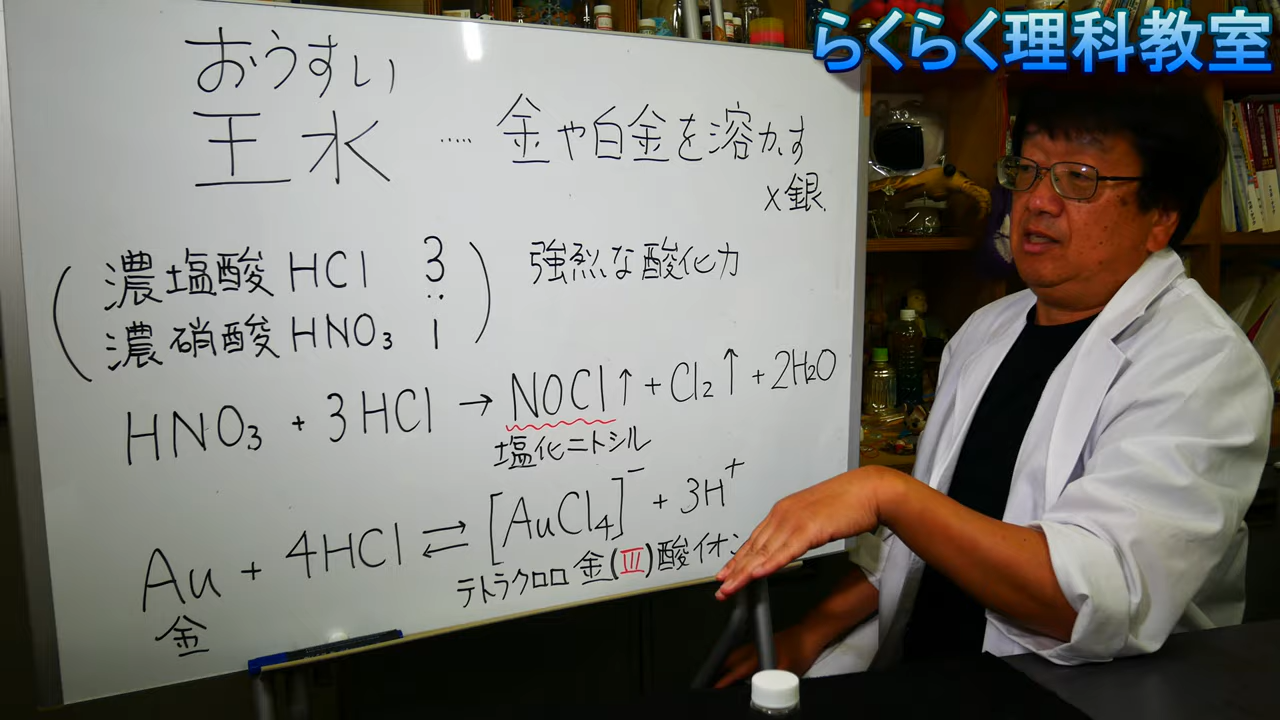 らくらく理科教室
おうすい
王水 ‥‥ 金や白金を溶かす
×銀
濃塩酸 HCl 3
:
濃硝酸 HNO₃ 1
強烈な酸化力
HNO₃ + 3HCl → NOCl↑ + Cl₂↑ + 2H₂O
塩化ニトシル
Au + 4HCl ⇄ [AuCl₄]⁻ + 3H⁺
金
テトラクロロ金(III)酸イオン